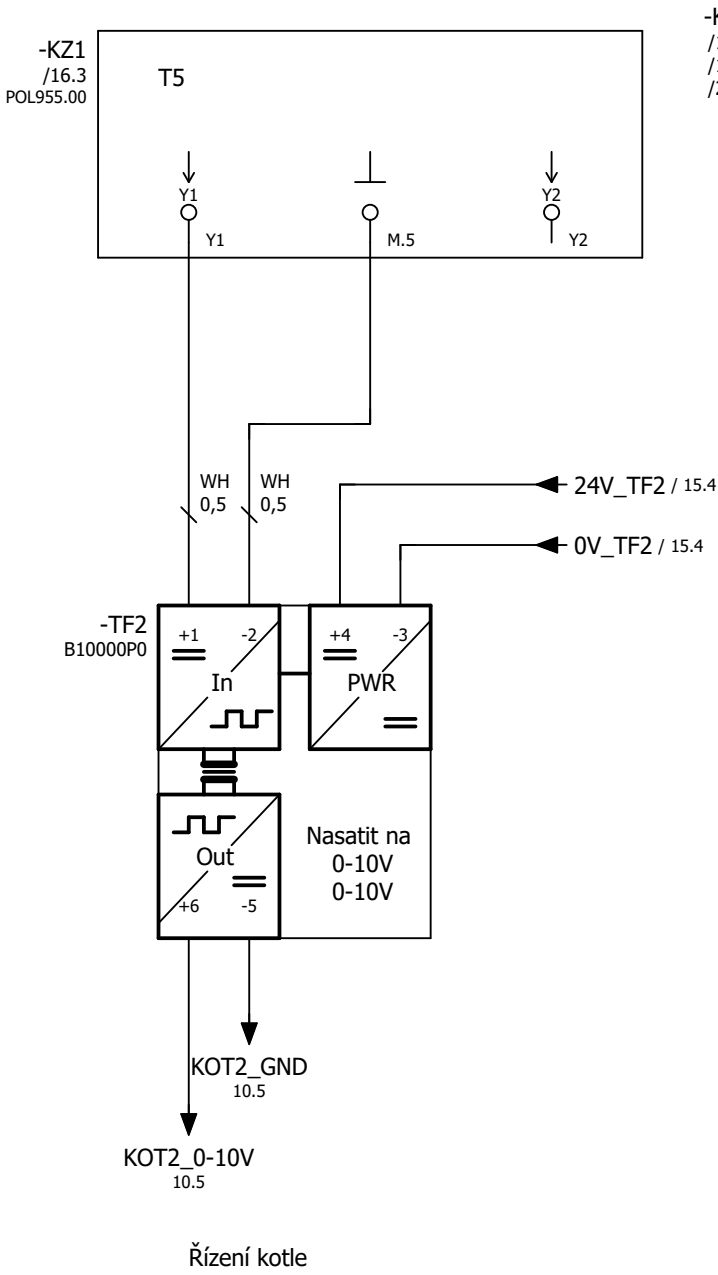 -KZ1
/16.3
POL955.00
T5
Y1
Y1
M.5
Y2
Y2
WH
0,5
WH
0,5
24V_TF2 / 15.4
0V_TF2 / 15.4
-TF2
B10000P0
+1
-2
In
+4
-3
PWR
Out
+6
-5
Nasatit na
0-10V
0-10V
KOT2_GND
10.5
KOT2_0-10V
10.5
Řízení kotle